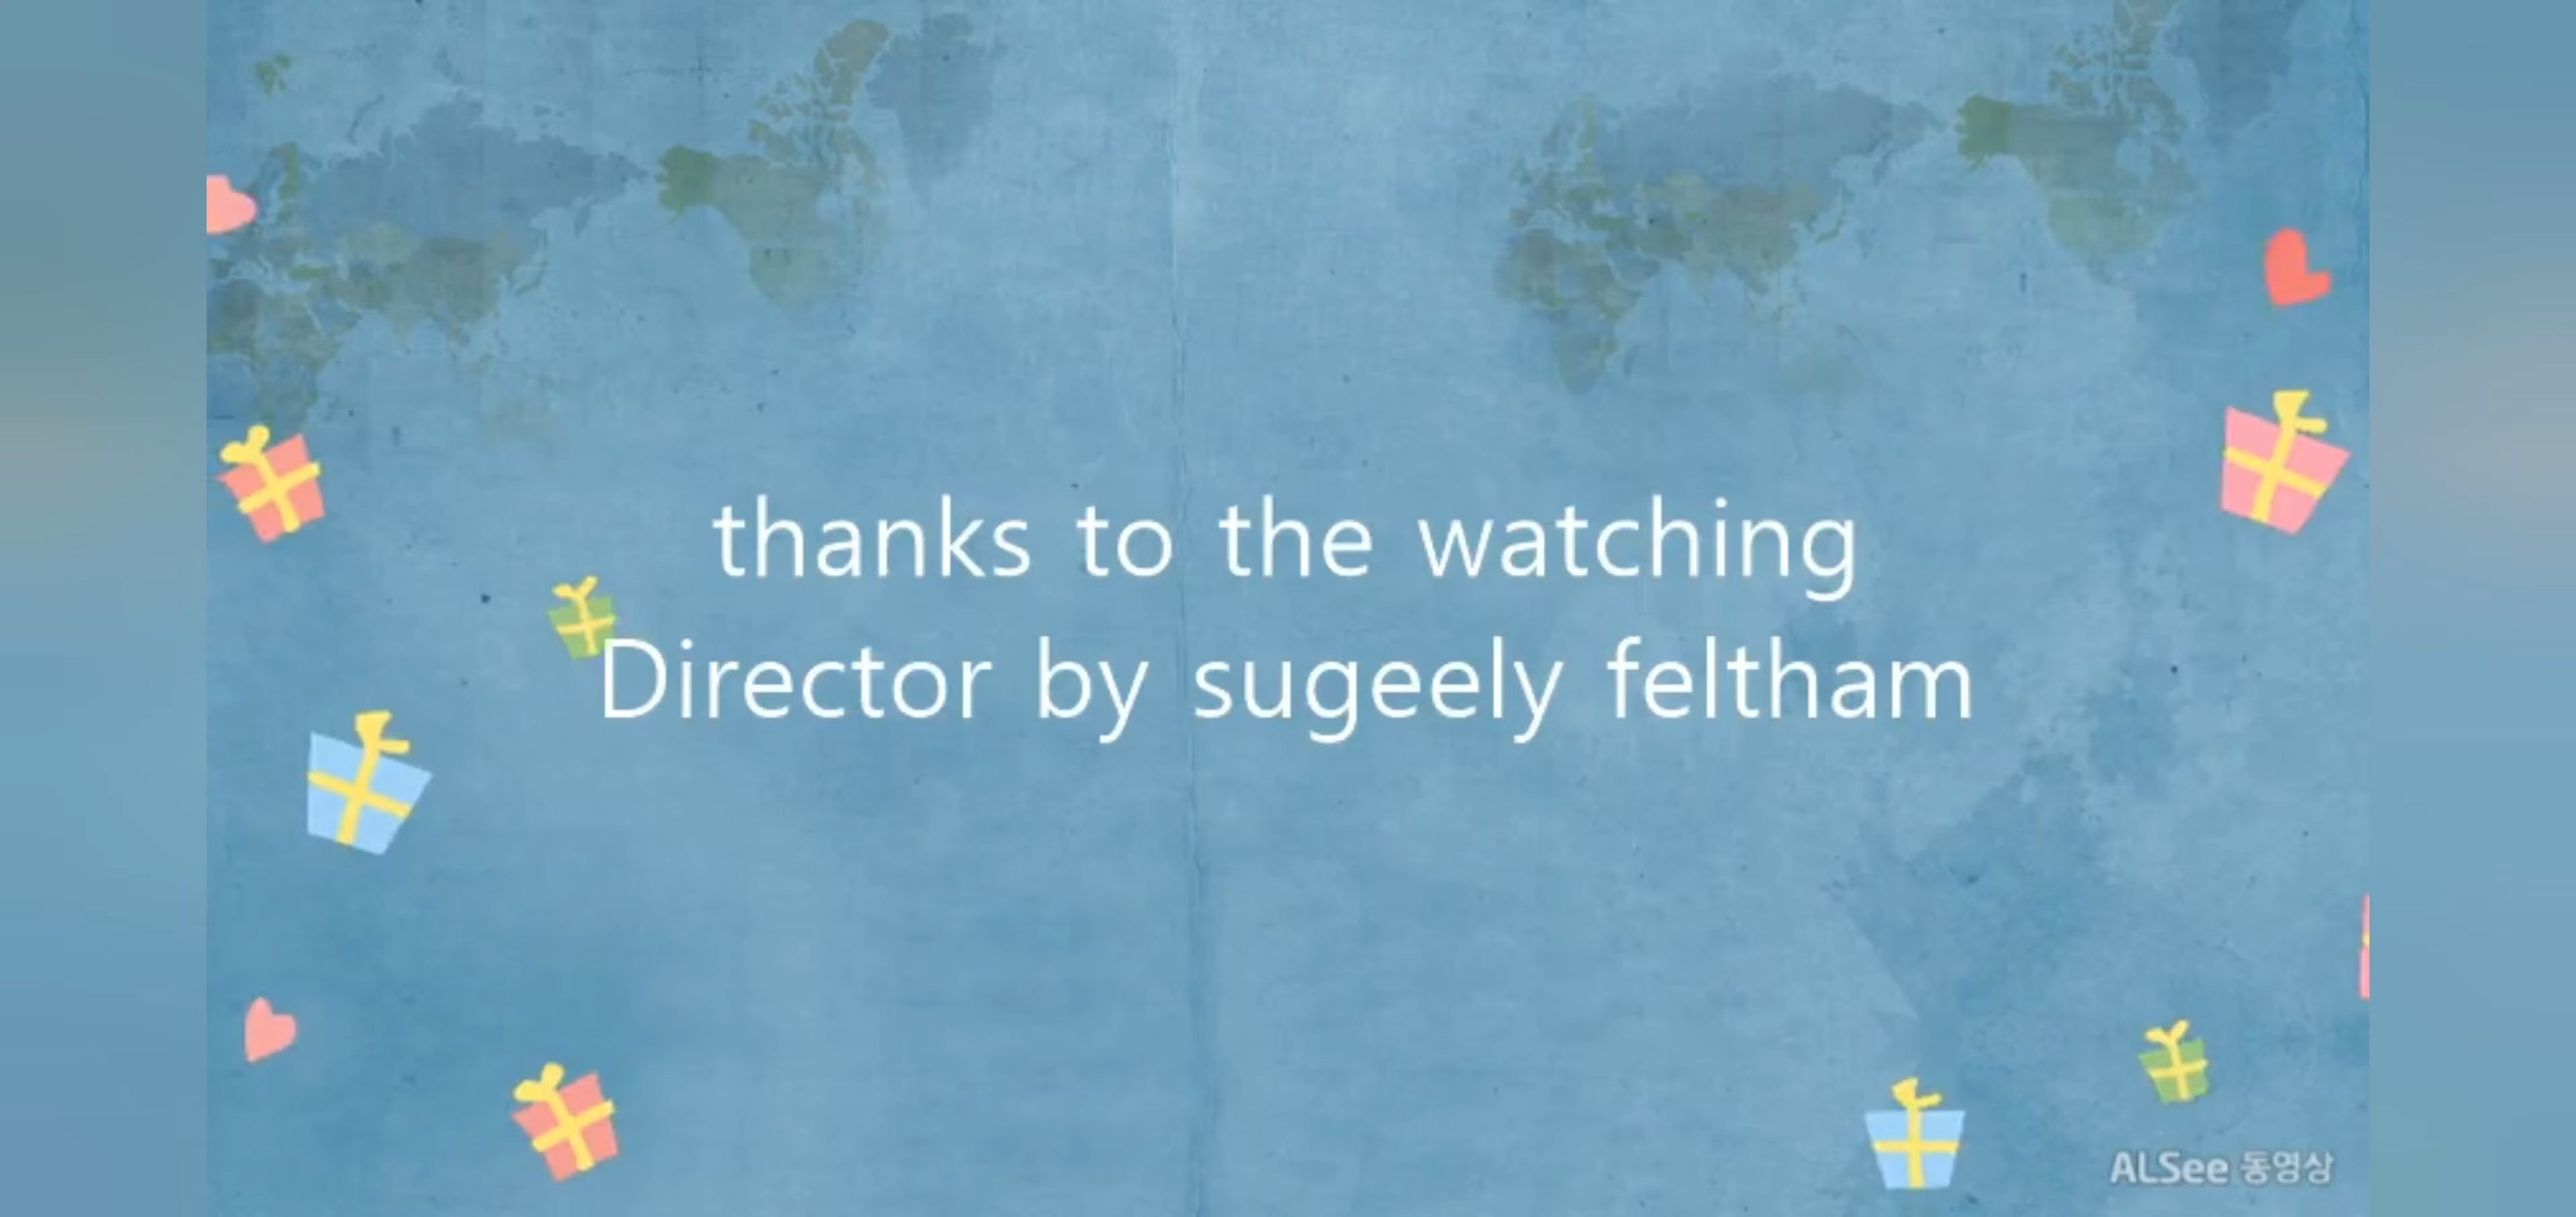 thanks to the watching
Director by sugeely feltham
ALSee 동영상